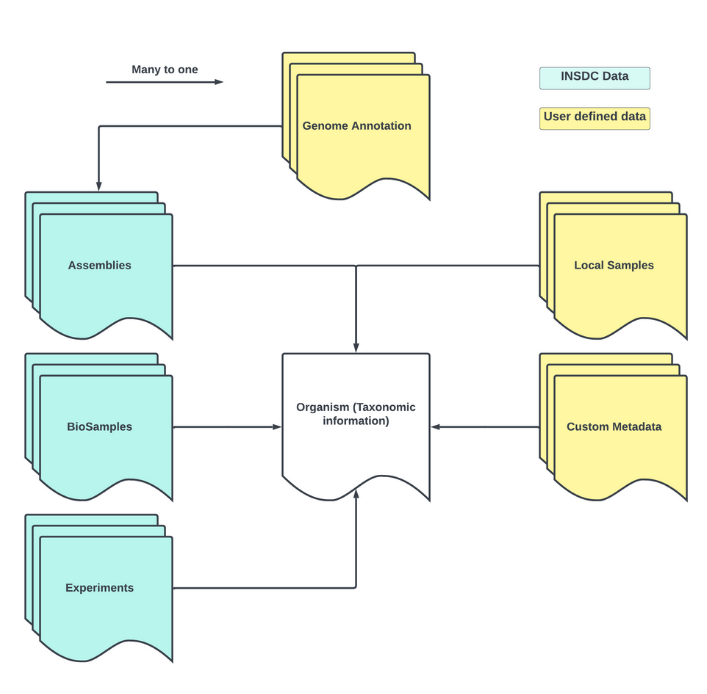 Many to one
INSDC Data
User defined data
Genome Annotation
Assemblies
Local Samples
BioSamples
Organism (Taxonomic
information)
Custom Metadata
Experiments